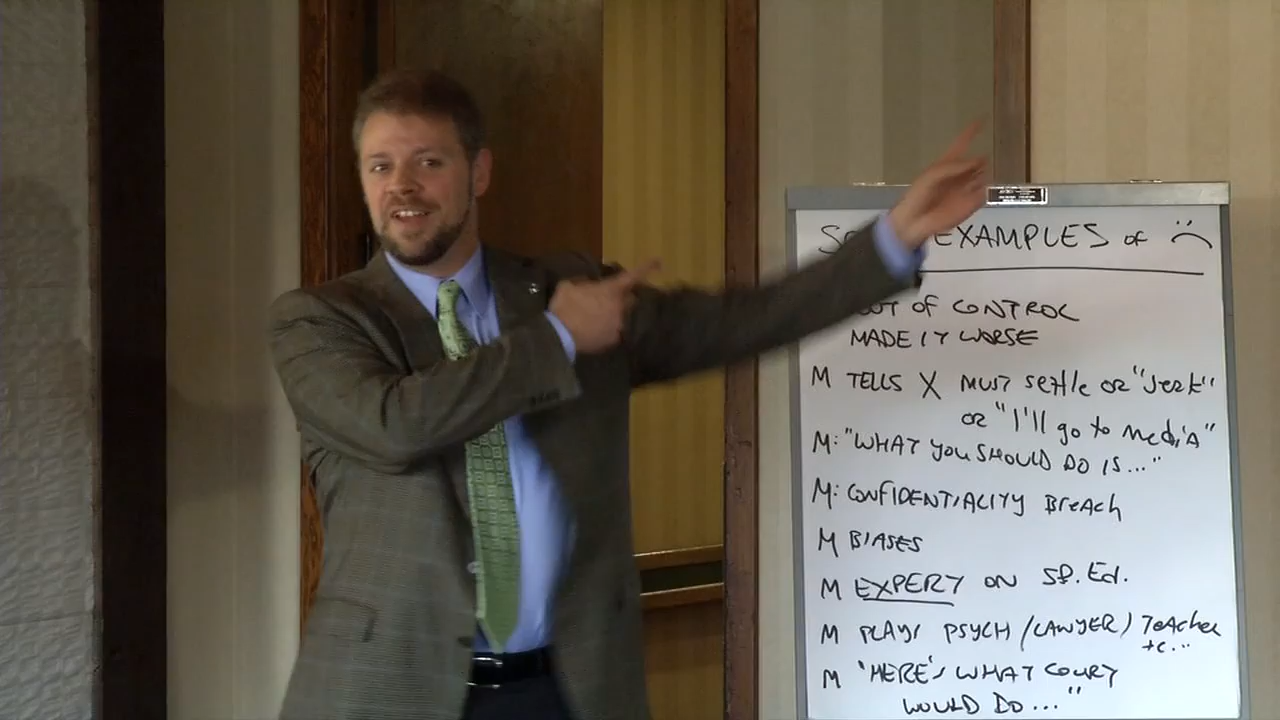 EXAMPLES of :(
OF CONTROL
MADE IT WORSE
M TELLS X MUST settle or "Jerk"
or "I'll go to media"
M: "WHAT YOU SHOULD DO IS..."
M: CONFIDENTIALITY BreAch
M BIASES
M EXPERT ON SP. Ed.
M PLAYS PSYCH / LAWYER / TeAcher
etc...
M "HERE'S WHAT COURT
WOULD DO..."